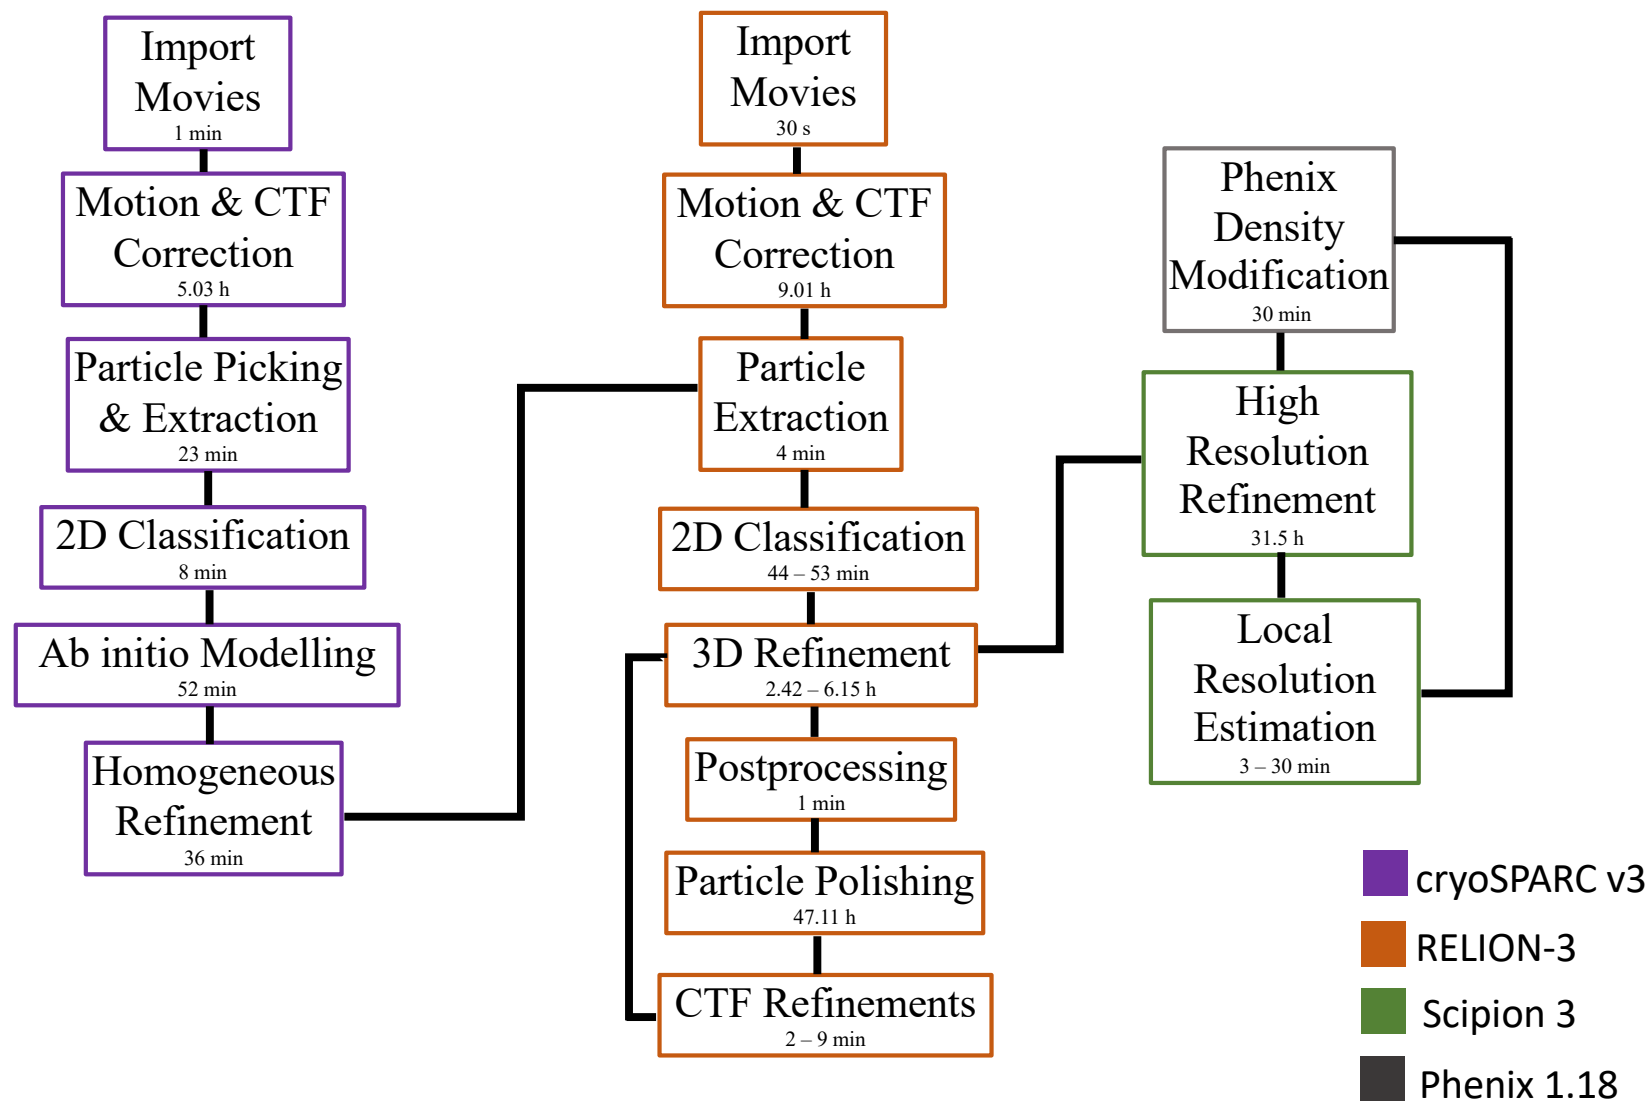 Import
Movies
1 min
Motion & CTF
Correction
5.03 h
Particle Picking
& Extraction
23 min
2D Classification
8 min
Ab initio Modelling
52 min
Homogeneous
Refinement
36 min
Import
Movies
30 s
Motion & CTF
Correction
9.01 h
Particle
Extraction
4 min
2D Classification
44 – 53 min
3D Refinement
2.42 – 6.15 h
Postprocessing
1 min
Particle Polishing
47.11 h
CTF Refinements
2 – 9 min
Phenix
Density
Modification
30 min
High
Resolution
Refinement
31.5 h
Local
Resolution
Estimation
3 – 30 min
cryoSPARC v3
RELION-3
Scipion 3
Phenix 1.18